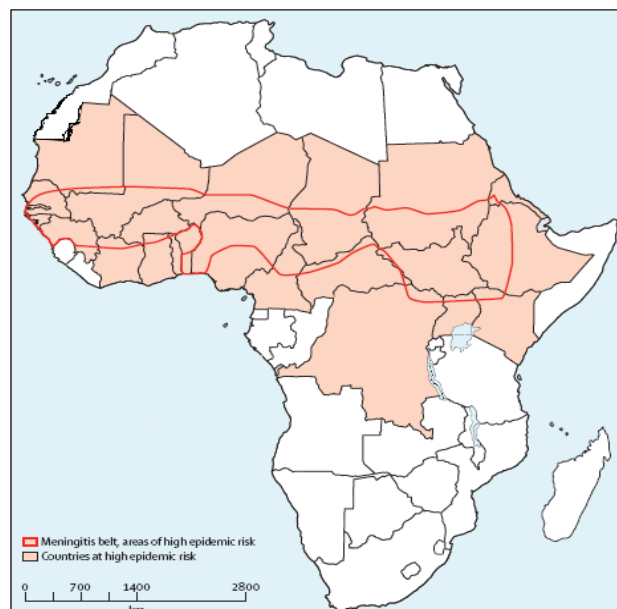 Meningitis belt, areas of high epidemic risk
Countries at high epidemic risk
0 700 1400 2800